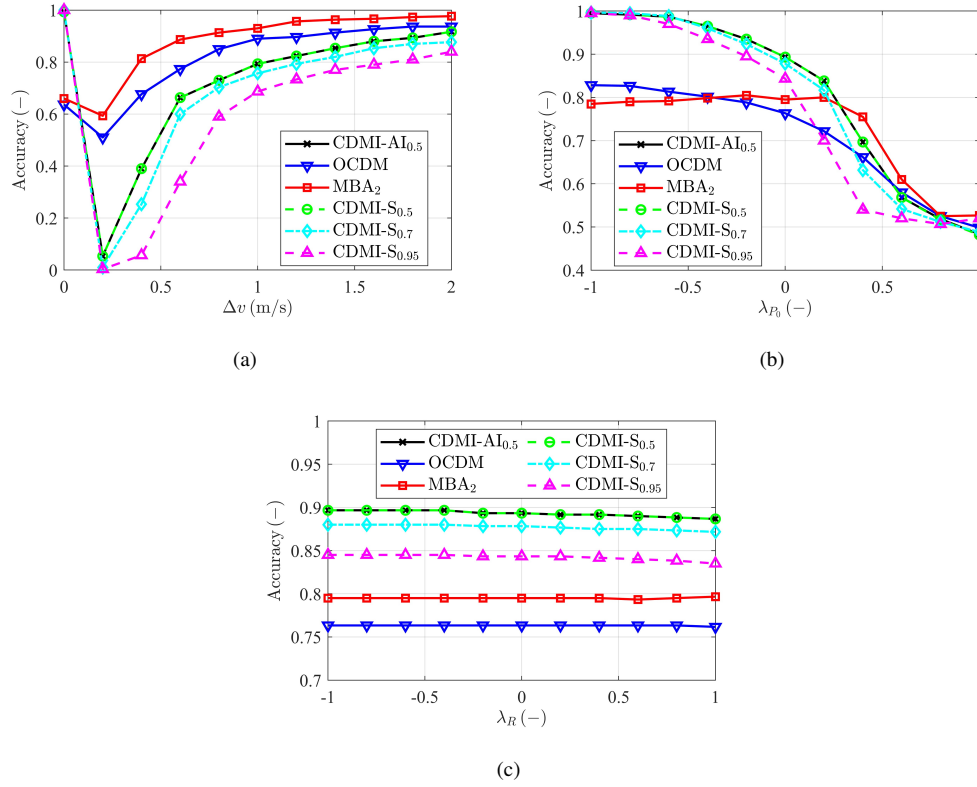 1
0.8
0.6
0.4
0.2
0
Accuracy (−)
CDMI-AI0.5
OCDM
MBA2
CDMI-S0.5
CDMI-S0.7
CDMI-S0.95
0 0.5 1 1.5 2
Δv (m/s)
(a)
1
0.9
0.8
0.7
0.6
0.5
0.4
Accuracy (−)
CDMI-AI0.5
OCDM
MBA2
CDMI-S0.5
CDMI-S0.7
CDMI-S0.95
-1 -0.5 0 0.5
λP0 (−)
(b)
1
0.95
0.9
0.85
0.8
0.75
0.7
Accuracy (−)
CDMI-AI0.5 CDMI-S0.5
OCDM CDMI-S0.7
MBA2 CDMI-S0.95
-1 -0.5 0 0.5 1
λR (−)
(c)